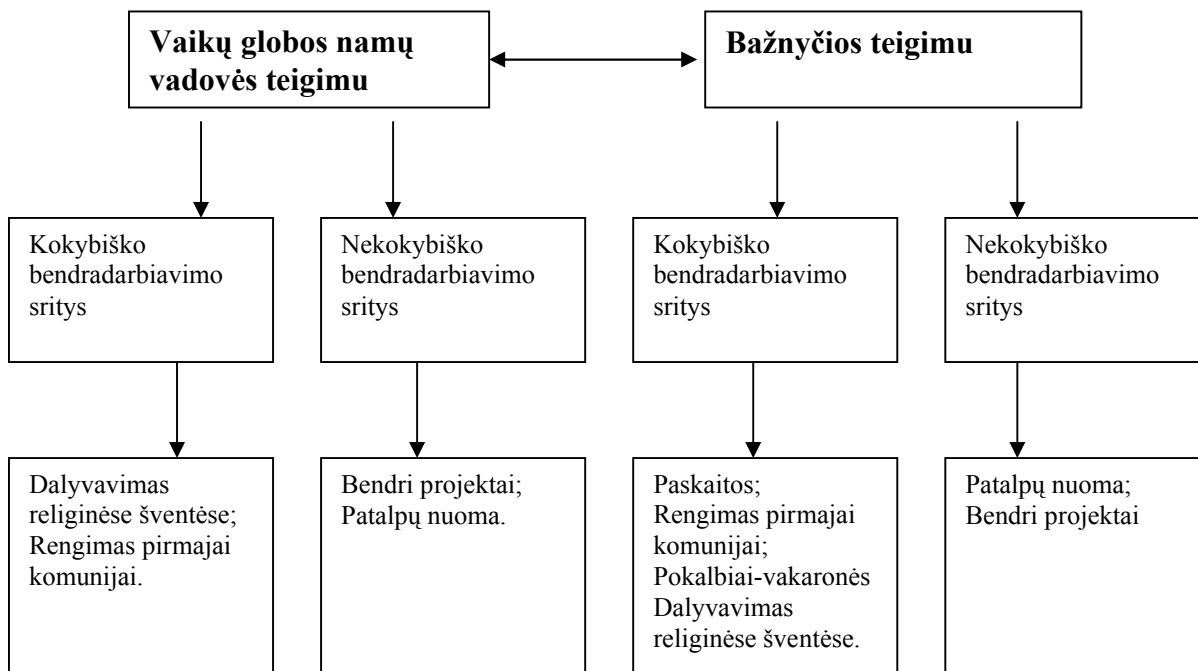 Vaikų globos namų
vadovės teigimu
Bažnyčios teigimu
Kokybiško
bendradarbiavimo
sritys
Nekokybiško
bendradarbiavimo
sritys
Kokybiško
bendradarbiavimo
sritys
Nekokybiško
bendradarbiavimo
sritys
Dalyvavimas
religinėse šventėse;
Rengimas pirmajai
komunijai.
Bendri projektai;
Patalpų nuoma.
Paskaitos;
Rengimas pirmajai
komunijai;
Pokalbiai-vakaronės
Dalyvavimas
religinėse šventėse.
Patalpų nuoma;
Bendri projektai